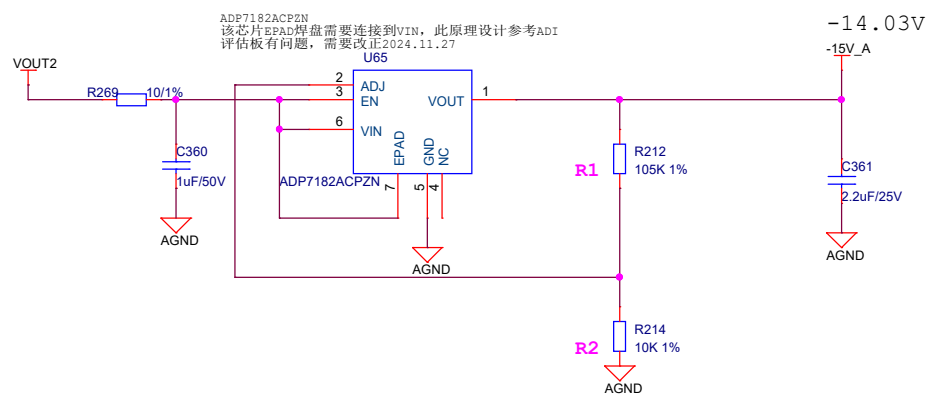 ADP7182ACPZN
该芯片EPAD焊盘需要连接到VIN，此原理设计参考ADI
评估板有问题，需要改正2024.11.27
-14.03V
-15V_A
U65
VOUT2
R269
10/1%
2
ADJ
3
EN
VOUT
1
6
VIN
EPAD
GND
NC
7
5
4
ADP7182ACPZN
C360
1uF/50V
AGND
AGND
R1
R212
105K 1%
C361
2.2uF/25V
AGND
R2
R214
10K 1%
AGND